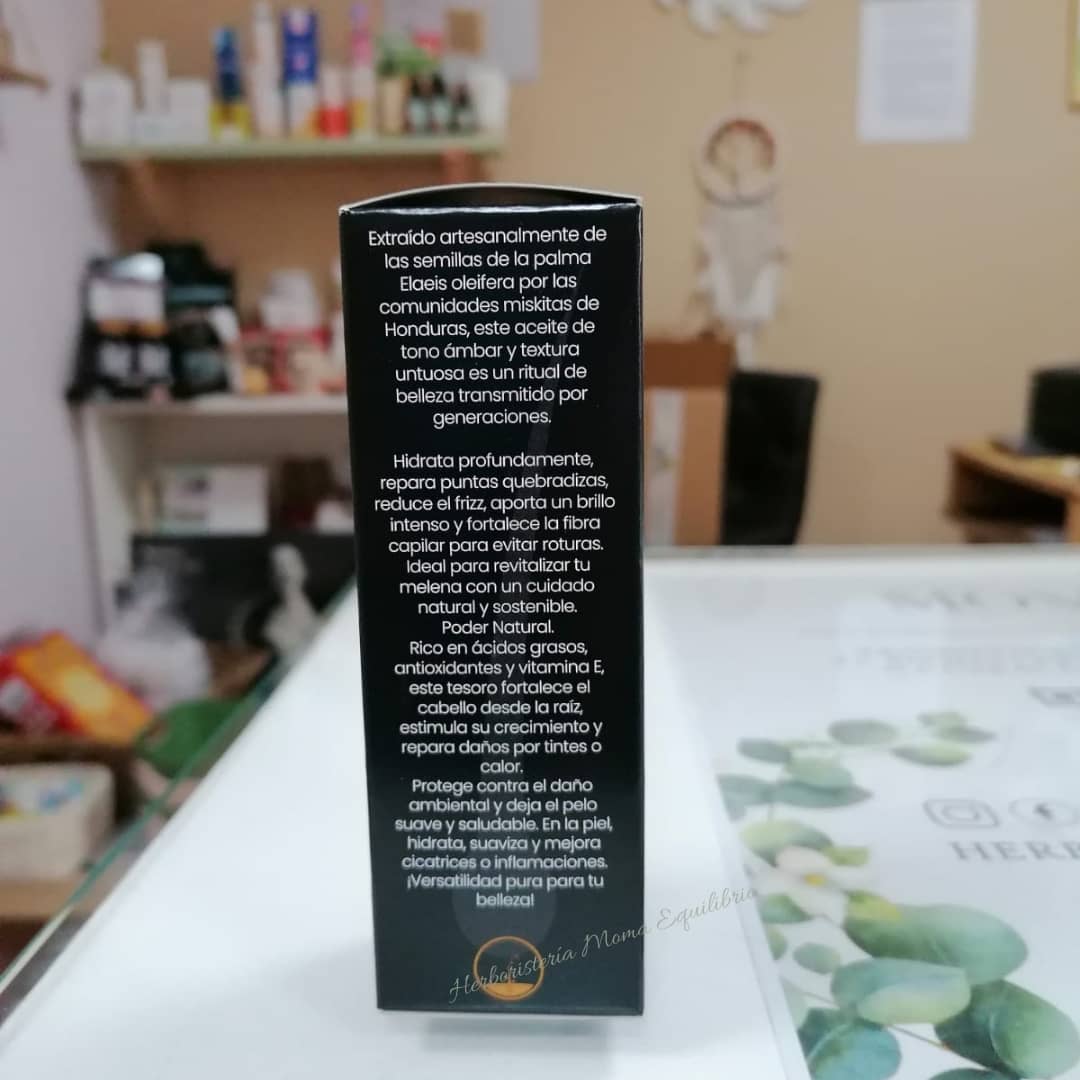 Extraído artesanalmente de
las semillas de la palma
Elaeis oleifera por las
comunidades miskitas de
Honduras, este aceite de
tono ámbar y textura
untuosa es un ritual de
belleza transmitido por
generaciones.
Hidrata profundamente,
repara puntas quebradizas,
reduce el frizz, aporta un brillo
intenso y fortalece la fibra
capilar para evitar roturas.
Ideal para revitalizar tu
melena con un cuidado
natural y sostenible.
Poder Natural.
Rico en ácidos grasos,
antioxidantes y vitamina E,
este tesoro fortalece el
cabello desde la raíz,
estimula su crecimiento y
repara daños por tintes o
calor.
Protege contra el daño
ambiental y deja el pelo
suave y saludable. En la piel,
hidrata, suaviza y mejora
cicatrices o inflamaciones.
¡Versatilidad pura para tu
belleza!
Herboristería Moma Equilibrio
HERB